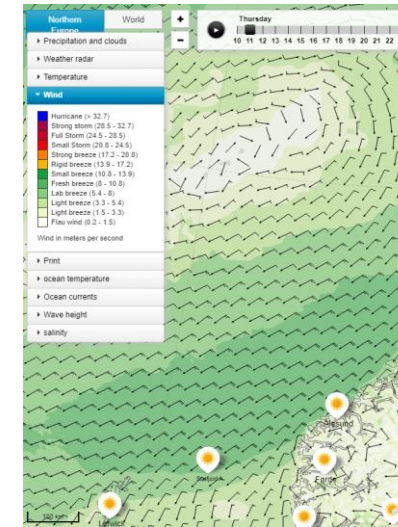 Northern
Europe
World
+
−
Thursday
10 11 12 13 14 15 16 17 18 19 20 21 22
Precipitation and clouds
Weather radar
Temperature
Wind
Hurricane (> 32.7)
Strong storm (28.5 - 32.7)
Full Storm (24.5 - 28.5)
Small Storm (20.8 - 24.5)
Strong breeze (17.2 - 20.8)
Rigid breeze (13.9 - 17.2)
Small breeze (10.8 - 13.9)
Fresh breeze (8 - 10.8)
Lab breeze (5.4 - 8)
Light breeze (3.3 - 5.4)
Light breeze (1.5 - 3.3)
Flau wind (0.2 - 1.5)
Wind in meters per second
Print
ocean temperature
Ocean currents
Wave height
salinity
Ålesund
Førde
Lerwick
100 km